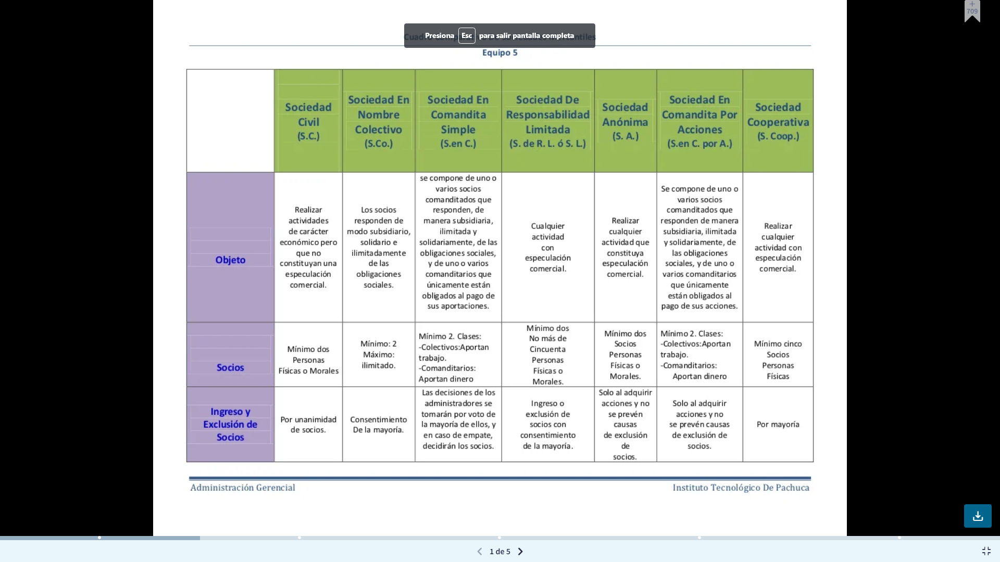 +
709
Presiona Esc para salir pantalla completa
Equipo 5
Sociedad
Civil
(S.C.)
Sociedad En
Nombre
Colectivo
(S.Co.)
Sociedad En
Comandita
Simple
(S.en C.)
Sociedad De
Responsabilidad
Limitada
(S. de R. L. ó S. L.)
Sociedad
Anónima
(S. A.)
Sociedad En
Comandita Por
Acciones
(S.en C. por A.)
Sociedad
Cooperativa
(S. Coop.)
Objeto
Realizar
actividades
de carácter
económico pero
que no
constituyan una
especulación
comercial.
Los socios
responden de
modo subsidiario,
solidario e
ilimitadamente
de las
obligaciones
sociales.
se compone de uno o
varios socios
comanditados que
responden, de
manera subsidiaria,
ilimitada y
solidariamente, de las
obligaciones sociales,
y de uno o varios
comanditarios que
únicamente están
obligados al pago de
sus aportaciones.
Cualquier
actividad
con
especulación
comercial.
Realizar
cualquier
actividad que
constituya
especulación
comercial.
Se compone de uno o
varios socios
comanditados que
responden de manera
subsidiaria, ilimitada
y solidariamente, de
las obligaciones
sociales, y de uno o
varios comanditarios
que únicamente
están obligados al
pago de sus acciones.
Realizar
cualquier
actividad con
especulación
comercial.
Socios
Mínimo dos
Personas
Físicas o Morales
Mínimo: 2
Máximo:
ilimitado.
Mínimo 2. Clases:
-Colectivos:Aportan
trabajo.
-Comanditarios:
Aportan dinero
Mínimo dos
No más de
Cincuenta
Personas
Físicas o
Morales.
Mínimo dos
Socios
Personas
Físicas o
Morales.
Mínimo 2. Clases:
-Colectivos:Aportan
trabajo.
-Comanditarios:
Aportan dinero
Mínimo cinco
Socios
Personas
Físicas
Ingreso y
Exclusión de
Socios
Por unanimidad
de socios.
Consentimiento
De la mayoría.
Las decisiones de los
administradores se
tomarán por voto de
la mayoría de ellos, y
en caso de empate,
decidirán los socios.
Ingreso o
exclusión de
socios con
consentimiento
de la mayoría.
Solo al adquirir
acciones y no
se prevén
causas
de exclusión
de
socios.
Solo al adquirir
acciones y no
se prevén causas
de exclusión de
socios.
Por mayoría
Administración Gerencial
Instituto Tecnológico De Pachuca
1 de 5